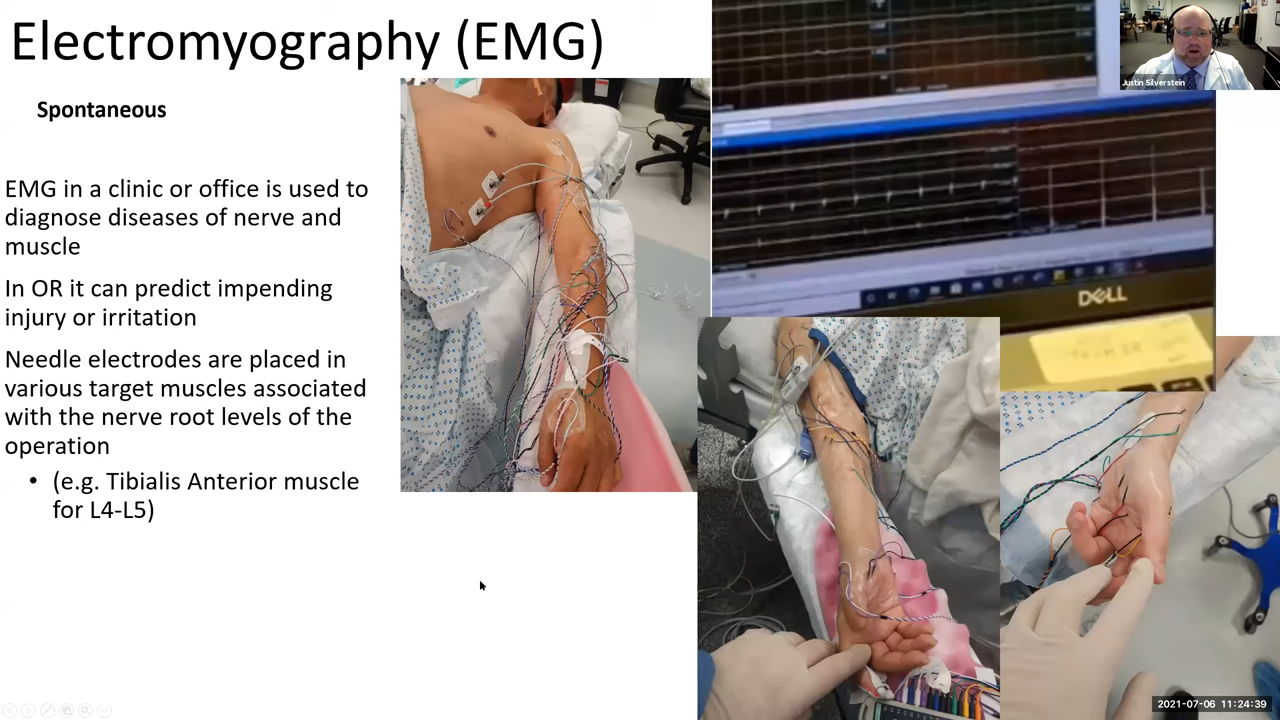 Electromyography (EMG)
Spontaneous
EMG in a clinic or office is used to
diagnose diseases of nerve and
muscle
In OR it can predict impending
injury or irritation
Needle electrodes are placed in
various target muscles associated
with the nerve root levels of the
operation
• (e.g. Tibialis Anterior muscle
for L4-L5)
Justin Silverstein
DELL
2021-07-06 11:24:39